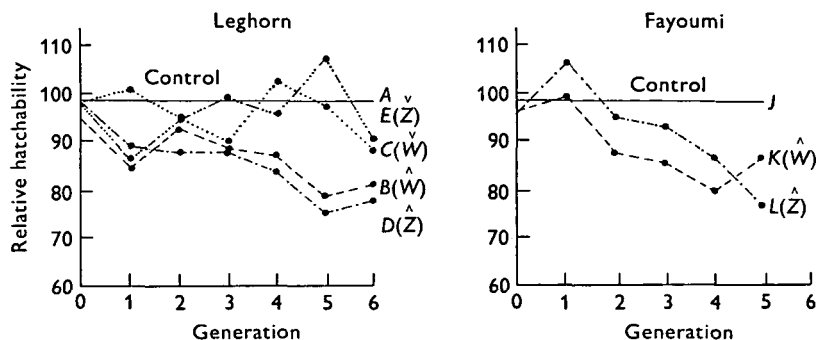 Leghorn
Relative hatchability
110
100
90
80
70
60
Control
A
E(Ž)
C(W̌)
B(Ŵ)
D(Ẑ)
0 1 2 3 4 5 6
Generation
Fayoumi
110
100
90
80
70
60
Control
J
K(Ŵ)
L(Ẑ)
0 1 2 3 4 5 6
Generation